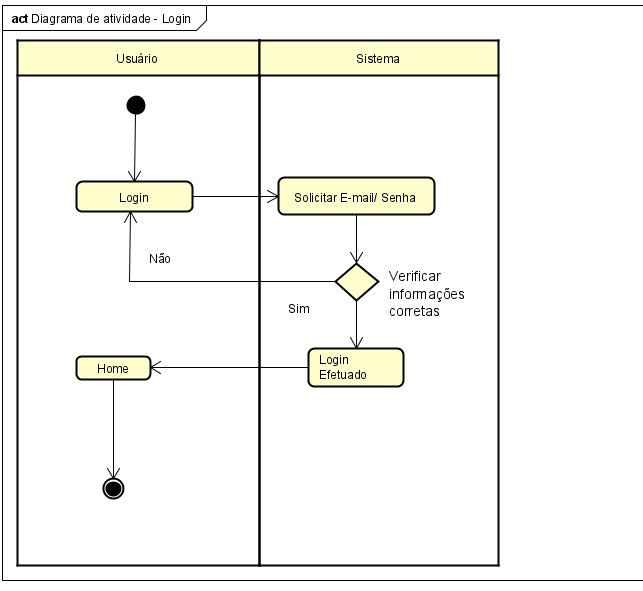 act Diagrama de atividade - Login
Usuário
Sistema
Login
Solicitar E-mail/ Senha
Não
Verificar
informações
corretas
Sim
Login
Efetuado
Home